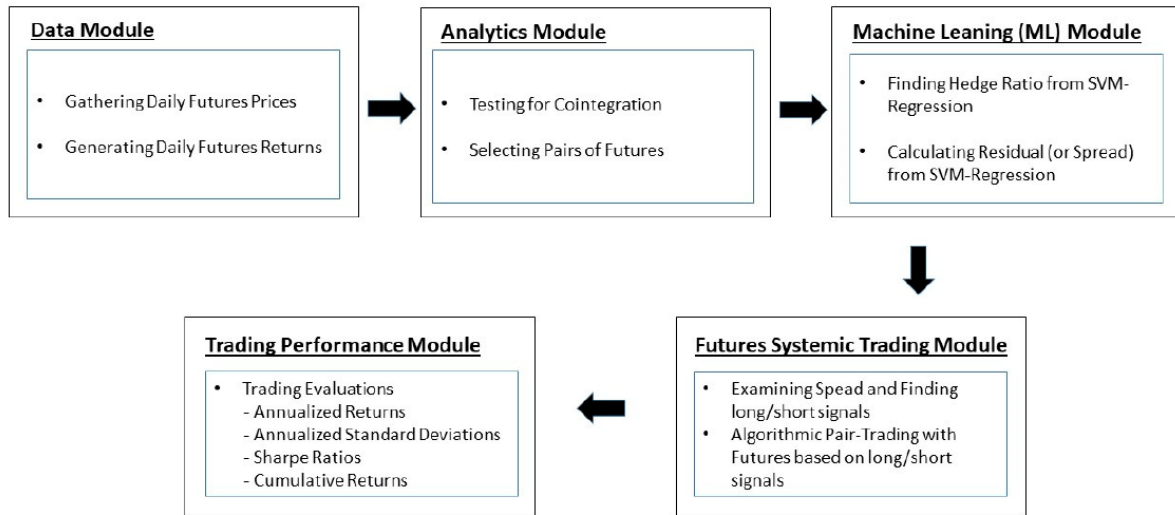 Data Module
• Gathering Daily Futures Prices
• Generating Daily Futures Returns
Analytics Module
• Testing for Cointegration
• Selecting Pairs of Futures
Machine Leaning (ML) Module
• Finding Hedge Ratio from SVM-
Regression
• Calculating Residual (or Spread)
from SVM-Regression
Trading Performance Module
• Trading Evaluations
- Annualized Returns
- Annualized Standard Deviations
- Sharpe Ratios
- Cumulative Returns
Futures Systemic Trading Module
• Examining Spead and Finding
long/short signals
• Algorithmic Pair-Trading with
Futures based on long/short
signals